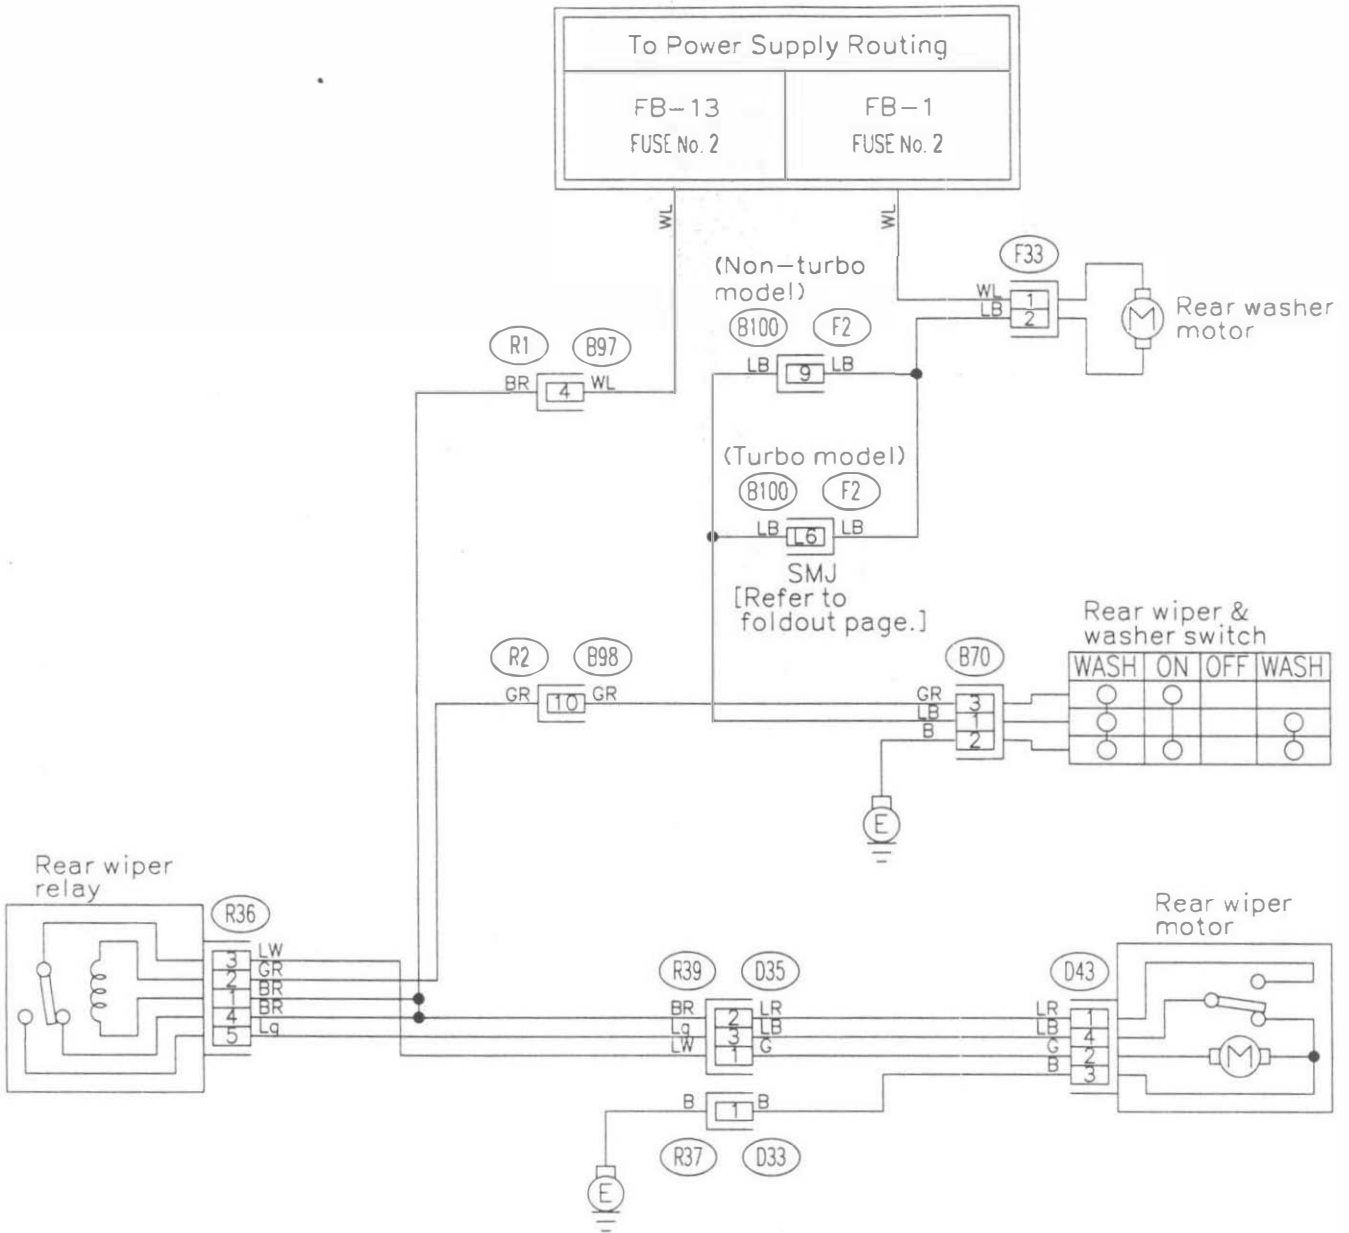 To Power Supply Routing
FB-13
FUSE No. 2
FB-1
FUSE No. 2
WL
WL
(Non-turbo
model)
B100
F2
LB
9
LB
F33
WL
1
LB
2
M
Rear washer
motor
R1
B97
BR
4
WL
(Turbo model)
B100
F2
LB
L6
LB
SMJ
[Refer to
foldout page.]
R2
B98
GR
10
GR
B70
GR
3
LB
1
B
2
E
Rear wiper &
washer switch
WASH ON OFF WASH
Rear wiper
relay
R36
3 LW
2 GR
1 BR
4 BR
5 Lg
R39
D35
BR 2 LR
Lg 3 LB
LW 1 G
B 1 B
R37
D33
E
D43
LR 1
LB 4
G 2
B 3
Rear wiper
motor
M